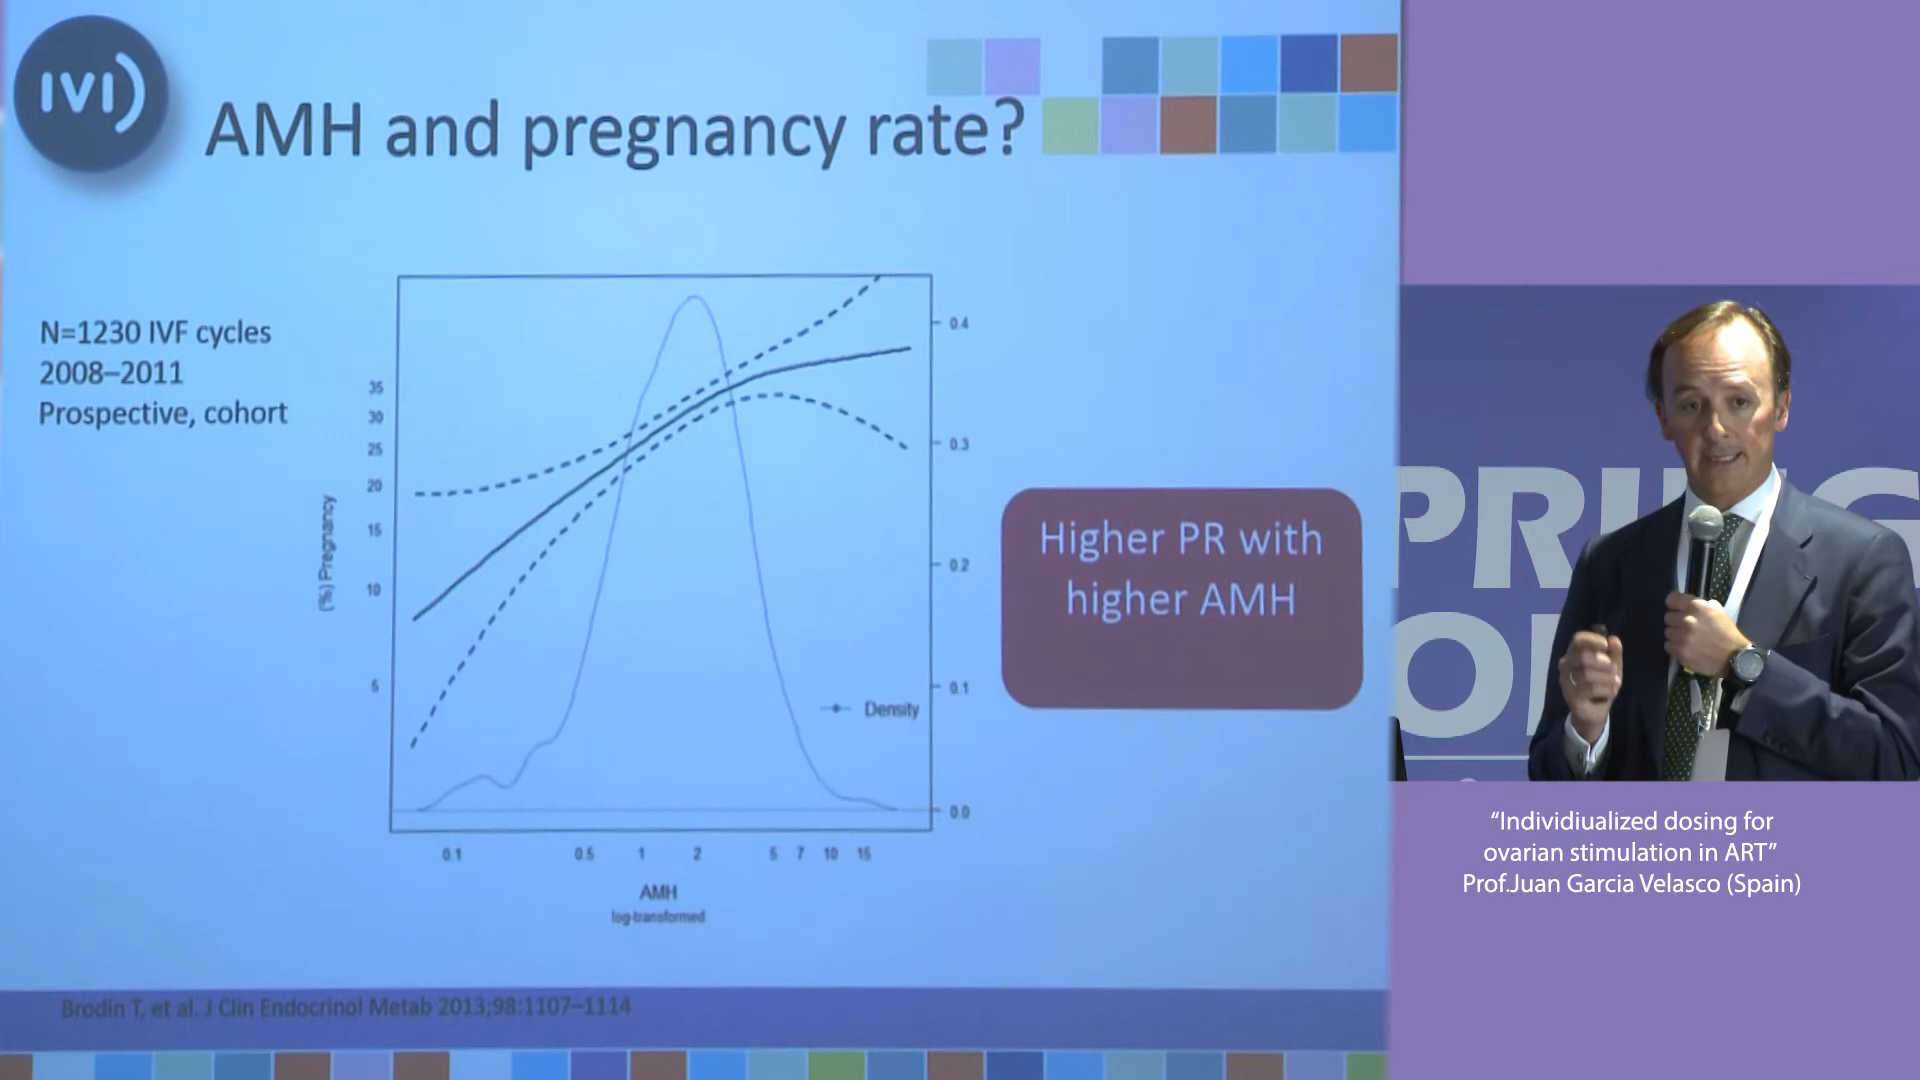 IVI
AMH and pregnancy rate?
N=1230 IVF cycles
2008–2011
Prospective, cohort
(%) Pregnancy
35
30
25
20
15
10
5
0.4
0.3
0.2
0.1
0.0
Density
0.1 0.5 1 2 5 7 10 15
AMH
log-transformed
Higher PR with
higher AMH
Brodin T, et al. J Clin Endocrinol Metab 2013;98:1107–1114
“Individiualized dosing for
ovarian stimulation in ART”
Prof.Juan Garcia Velasco (Spain)